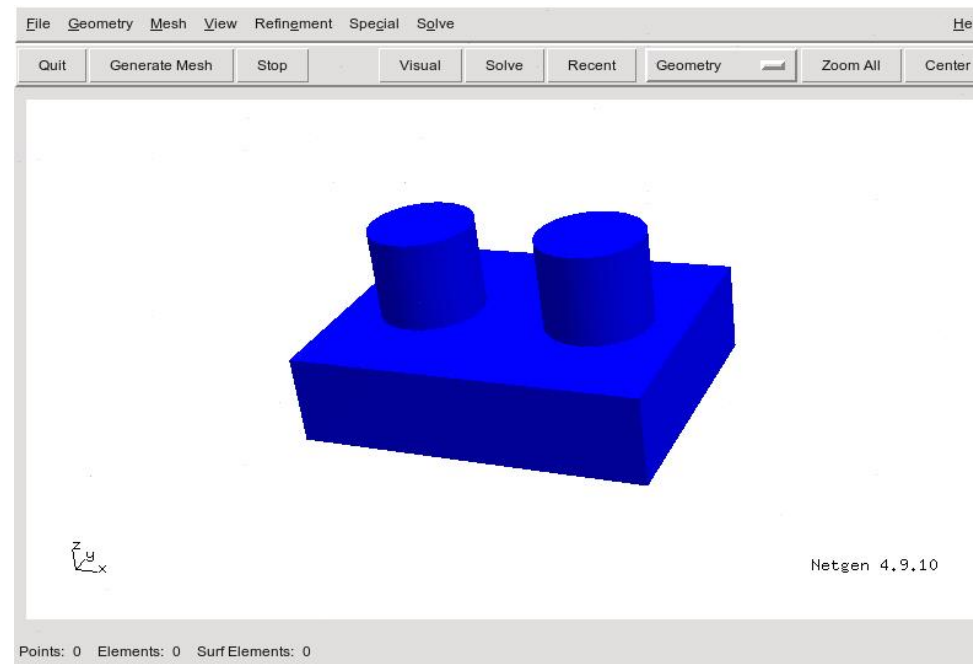 File Geometry Mesh View Refinement Special Solve He
Quit Generate Mesh Stop Visual Solve Recent Geometry Zoom All Center
z
y
x
Netgen 4.9.10
Points: 0 Elements: 0 Surf Elements: 0